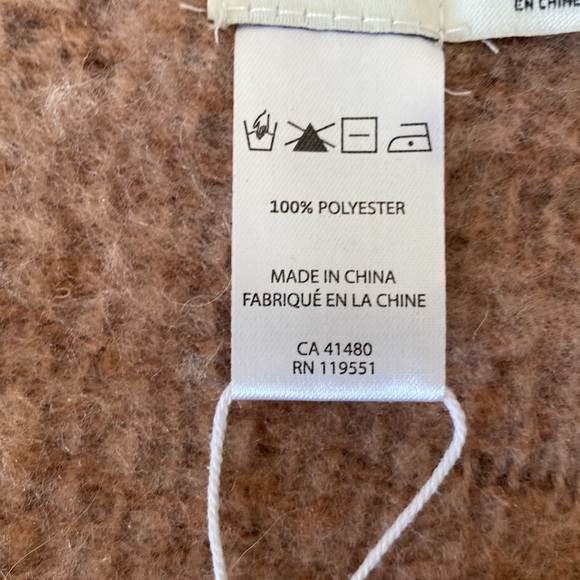 EN CHINE
100% POLYESTER
MADE IN CHINA
FABRIQUÉ EN LA CHINE
CA 41480
RN 119551